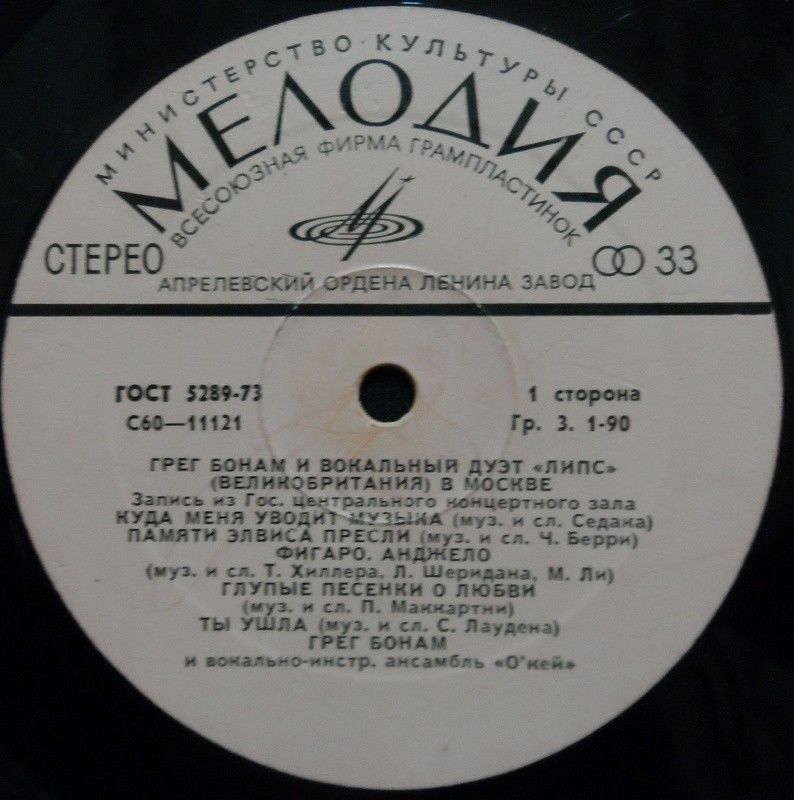 МИНИСТЕРСТВО КУЛЬТУРЫ СССР
МЕЛОДИЯ
ВСЕСОЮЗНАЯ ФИРМА ГРАМПЛАСТИНОК
СТЕРЕО
33
АПРЕЛЕВСКИЙ ОРДЕНА ЛЕНИНА ЗАВОД
ГОСТ 5289-73
1 сторона
С60—11121
Гр. 3. 1-90
ГРЕГ БОНАМ И ВОКАЛЬНЫЙ ДУЭТ «ЛИПС»
(ВЕЛИКОБРИТАНИЯ) В МОСКВЕ
Запись из Гос. центрального концертного зала
КУДА МЕНЯ УВОДИТ МУЗЫКА (муз. и сл. Седака)
ПАМЯТИ ЭЛВИСА ПРЕСЛИ (муз. и сл. Ч. Берри)
ФИГАРО. АНДЖЕЛО
(муз. и сл. Т. Хиллера, Л. Шеридана, М. Ли)
ГЛУПЫЕ ПЕСЕНКИ О ЛЮБВИ
(муз. и сл. П. Маккартни)
ТЫ УШЛА (муз. и сл. С. Лаудена)
ГРЕГ БОНАМ
и вокально-инстр. ансамбль «О'кей»